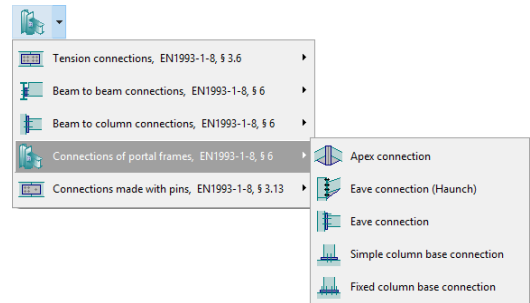 Tension connections, EN1993-1-8, § 3.6
Beam to beam connections, EN1993-1-8, § 6
Beam to column connections, EN1993-1-8, § 6
Connections of portal frames, EN1993-1-8, § 6
Connections made with pins, EN1993-1-8, § 3.13
Apex connection
Eave connection (Haunch)
Eave connection
Simple column base connection
Fixed column base connection